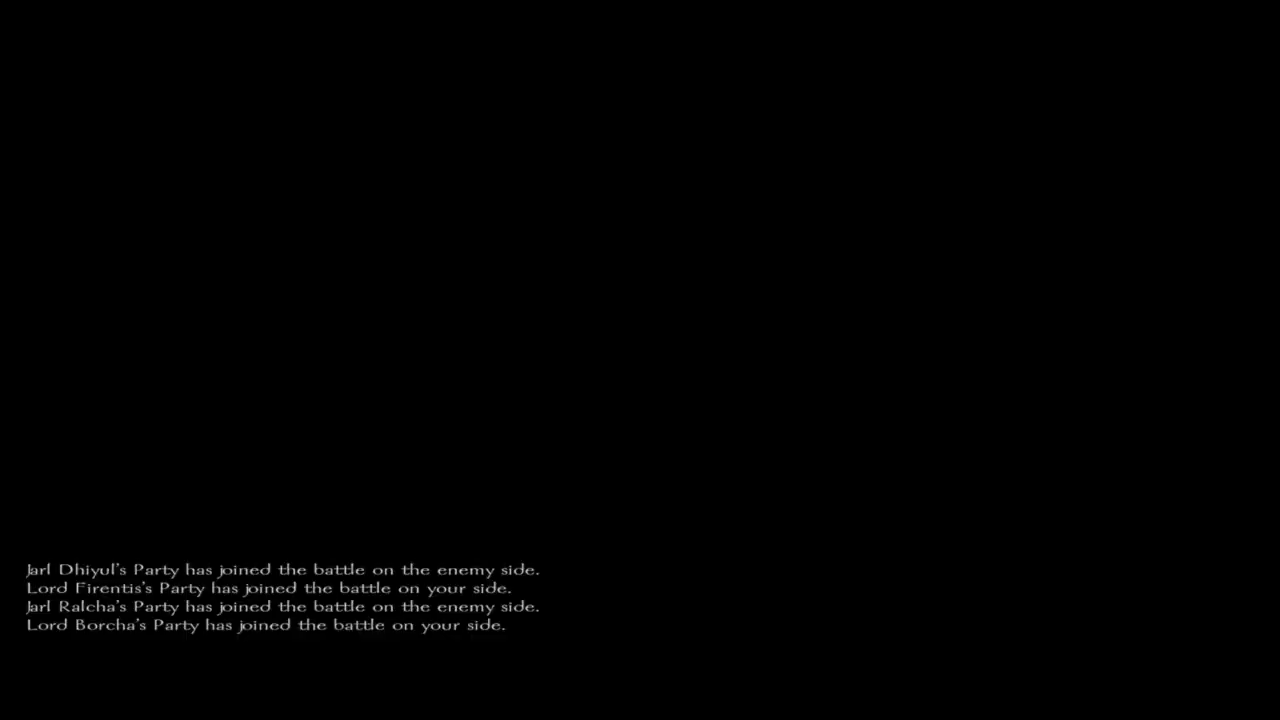 Jarl Dhiyul's Party has joined the battle on the enemy side.
Lord Firentis's Party has joined the battle on your side.
Jarl Ralcha's Party has joined the battle on the enemy side.
Lord Borcha's Party has joined the battle on your side.